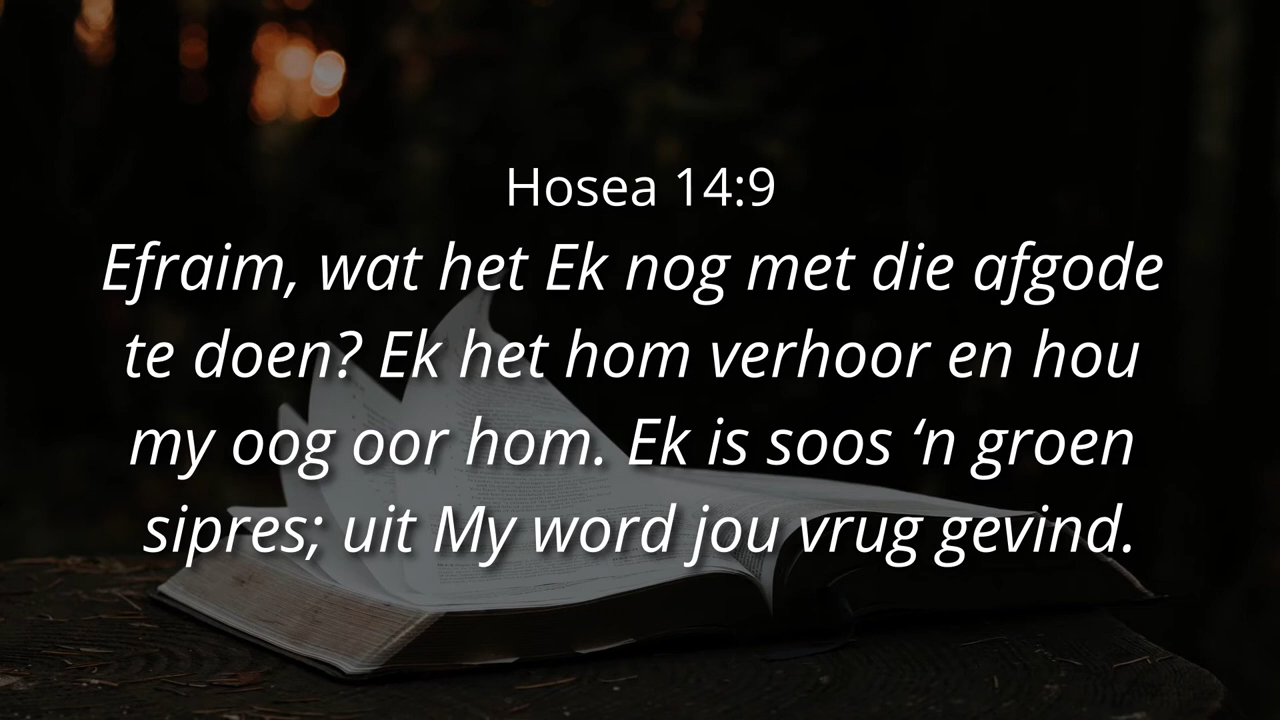 Hosea 14:9
Efraim, wat het Ek nog met die afgode
te doen? Ek het hom verhoor en hou
my oog oor hom. Ek is soos ‘n groen
sipres; uit My word jou vrug gevind.